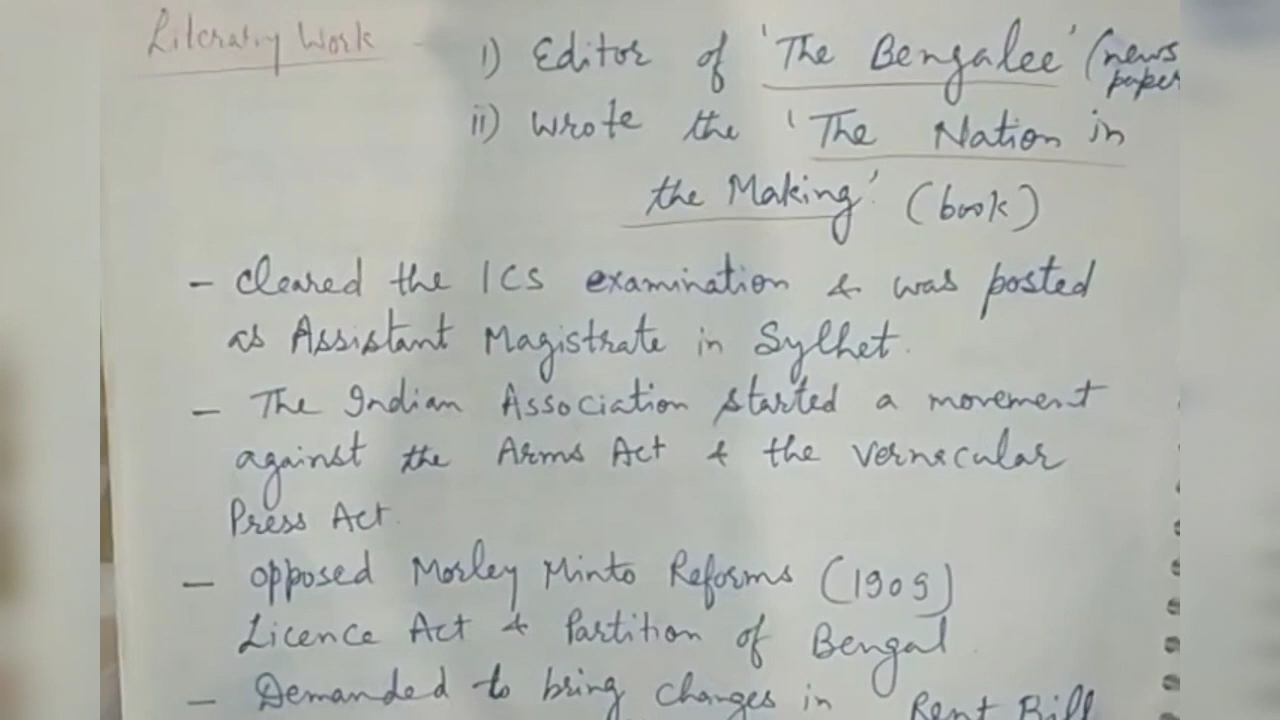 Literary Work
i) Editor of 'The Bengalee' (news
paper
ii) Wrote the 'The Nation in
the Making' (book)
- cleared the ICS examination & was posted
as Assistant Magistrate in Sylhet.
- The Indian Association started a movement
against the Arms Act & the Vernacular
Press Act.
- opposed Morley Minto Reforms (1909)
Licence Act & Partition of Bengal.
- Demanded to bring changes in Rent Bill